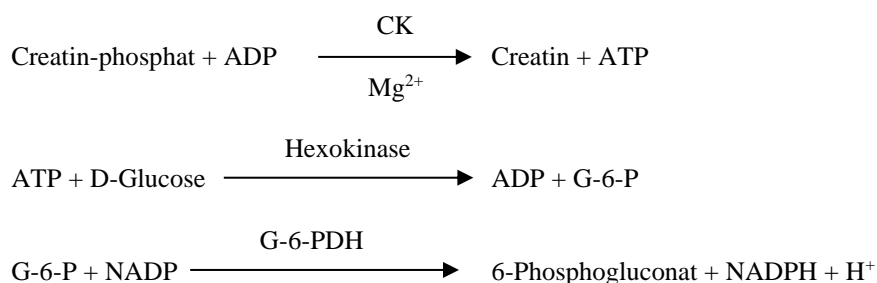 CK
Creatin-phosphat + ADP Creatin + ATP
Mg²⁺
Hexokinase
ATP + D-Glucose ADP + G-6-P
G-6-PDH
G-6-P + NADP 6-Phosphogluconat + NADPH + H⁺